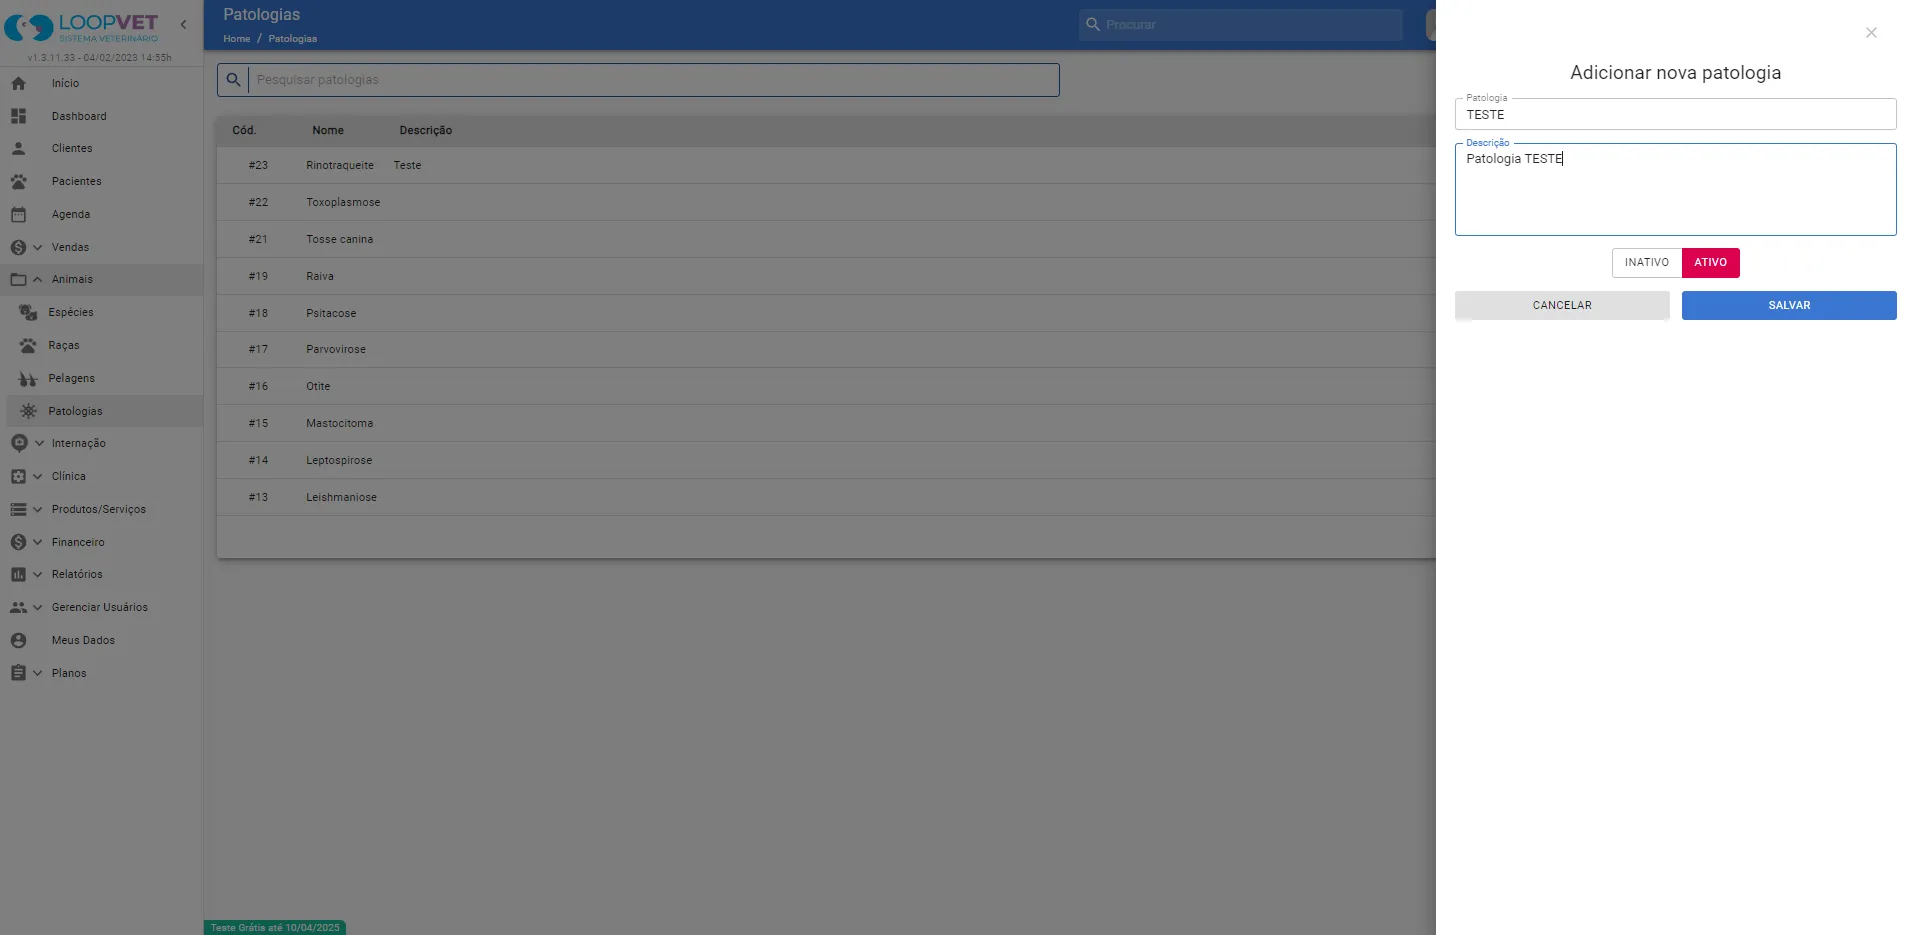 LOOPVET
SISTEMA VETERINÁRIO
v1.3.11.33 - 04/02/2023 14:55h
Início
Dashboard
Clientes
Pacientes
Agenda
Vendas
Animais
Espécies
Raças
Pelagens
Patologias
Internação
Clínica
Produtos/Serviços
Financeiro
Relatórios
Gerenciar Usuários
Meus Dados
Planos
Patologias
Home / Patologias
Procurar
Pesquisar patologias
Cód. Nome Descrição
#23 Rinotraqueite Teste
#22 Toxoplasmose
#21 Tosse canina
#19 Raiva
#18 Psitacose
#17 Parvovirose
#16 Otite
#15 Mastocitoma
#14 Leptospirose
#13 Leishmaniose
Teste Grátis até 10/04/2025
Adicionar nova patologia
Patologia
TESTE
Descrição
Patologia TESTE
INATIVO ATIVO
CANCELAR SALVAR